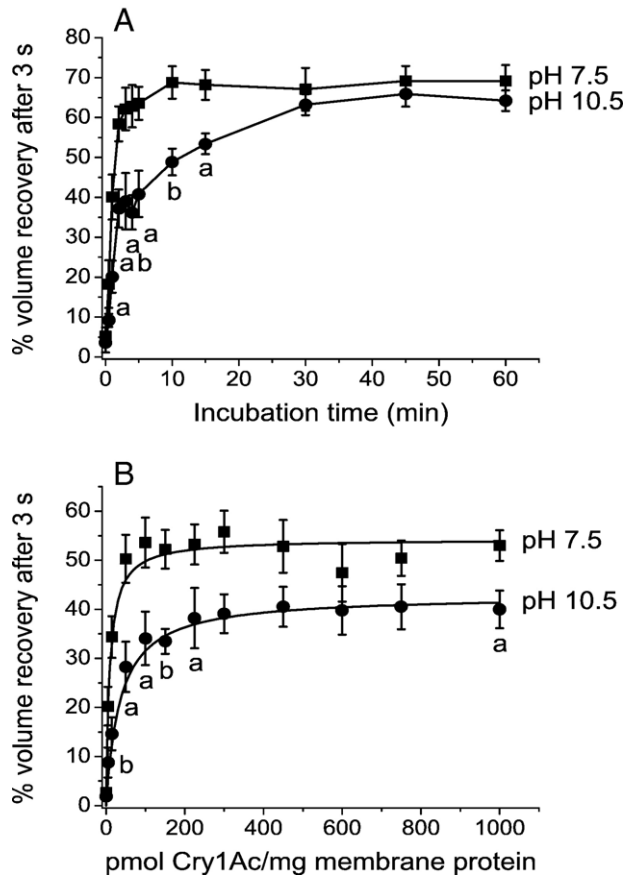 A
% volume recovery after 3 s
80
70
60
50
40
30
20
10
0
pH 7.5
pH 10.5
b
a
a
a
a b
a
0 10 20 30 40 50 60
Incubation time (min)
B
% volume recovery after 3 s
60
50
40
30
20
10
0
pH 7.5
pH 10.5
b
a
a
b
a
a
0 200 400 600 800 1000
pmol Cry1Ac/mg membrane protein